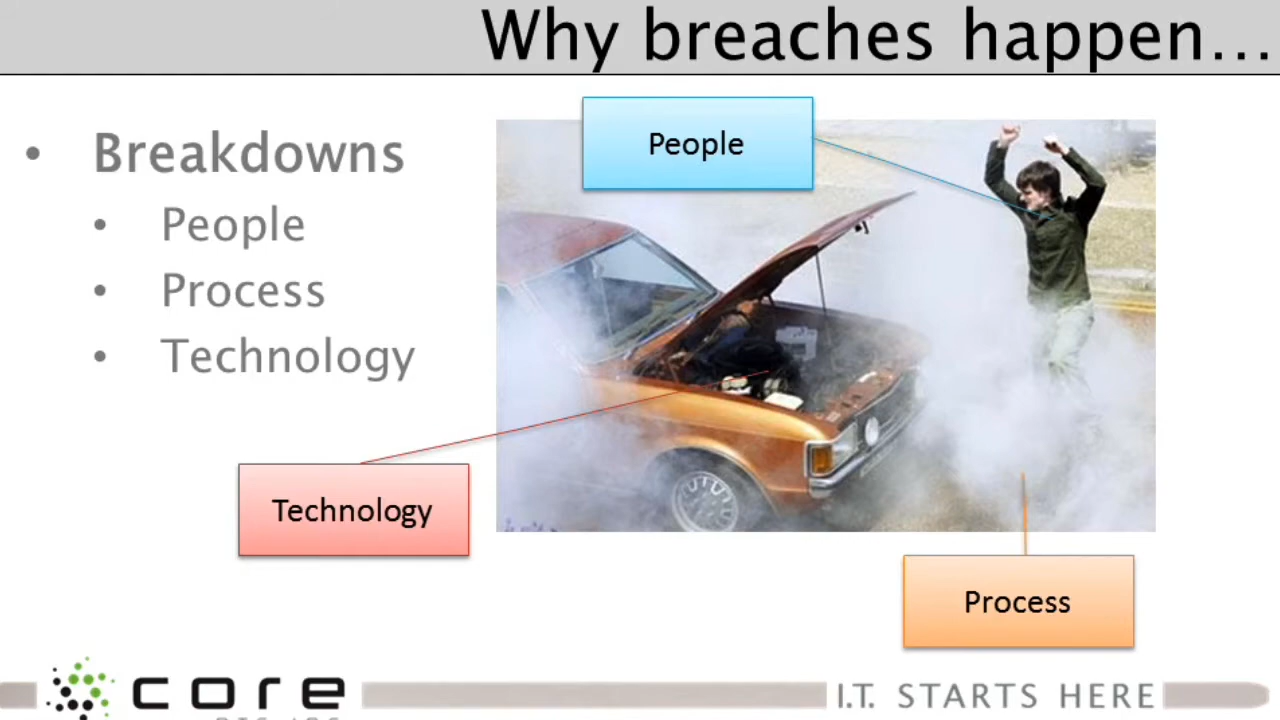 Why breaches happen...
• Breakdowns
• People
• Process
• Technology
People
Technology
Process
core
I.T. STARTS HERE